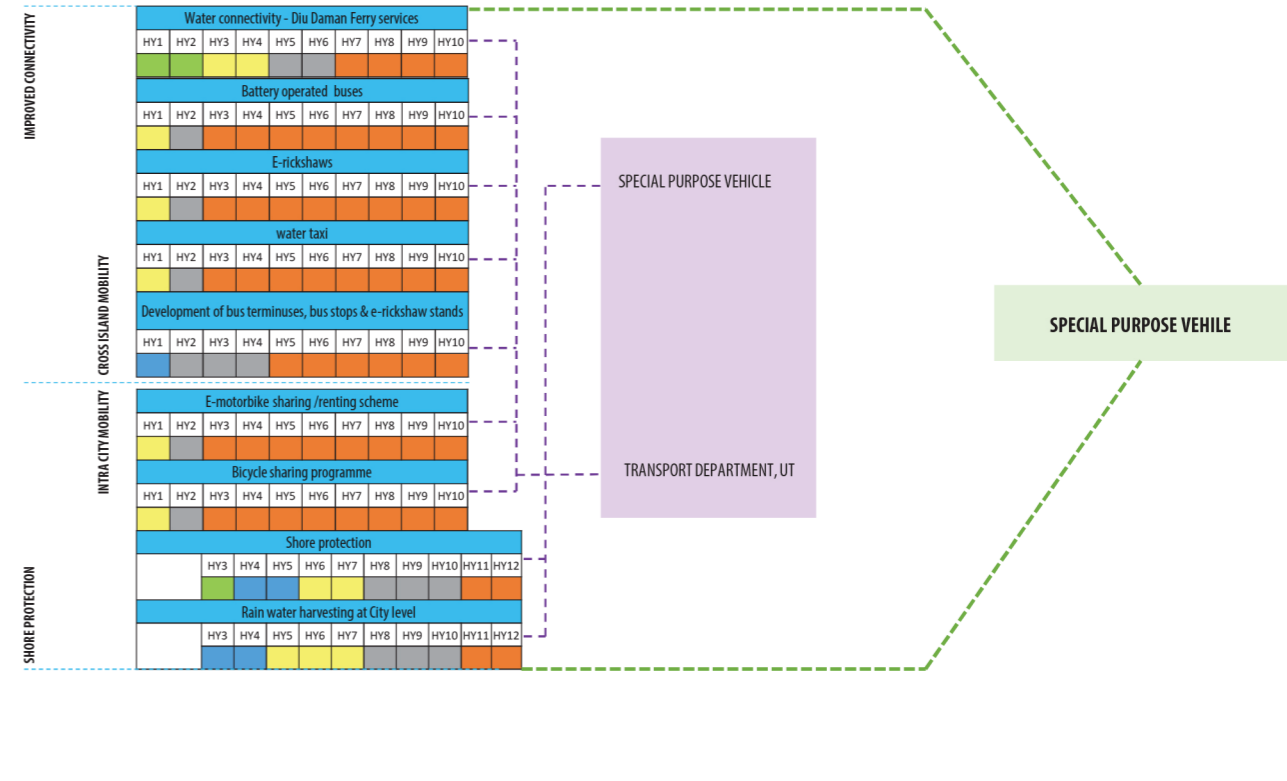 IMPROVED CONNECTIVITY
Water connectivity - Diu Daman Ferry services
HY1 HY2 HY3 HY4 HY5 HY6 HY7 HY8 HY9 HY10
Battery operated buses
HY1 HY2 HY3 HY4 HY5 HY6 HY7 HY8 HY9 HY10
E-rickshaws
HY1 HY2 HY3 HY4 HY5 HY6 HY7 HY8 HY9 HY10
CROSS ISLAND MOBILITY
water taxi
HY1 HY2 HY3 HY4 HY5 HY6 HY7 HY8 HY9 HY10
Development of bus terminuses, bus stops & e-rickshaw stands
HY1 HY2 HY3 HY4 HY5 HY6 HY7 HY8 HY9 HY10
INTRA CITY MOBILITY
E-motorbike sharing /renting scheme
HY1 HY2 HY3 HY4 HY5 HY6 HY7 HY8 HY9 HY10
Bicycle sharing programme
HY1 HY2 HY3 HY4 HY5 HY6 HY7 HY8 HY9 HY10
SHORE PROTECTION
Shore protection
HY3 HY4 HY5 HY6 HY7 HY8 HY9 HY10 HY11 HY12
Rain water harvesting at City level
HY3 HY4 HY5 HY6 HY7 HY8 HY9 HY10 HY11 HY12
SPECIAL PURPOSE VEHICLE
TRANSPORT DEPARTMENT, UT
SPECIAL PURPOSE VEHILE